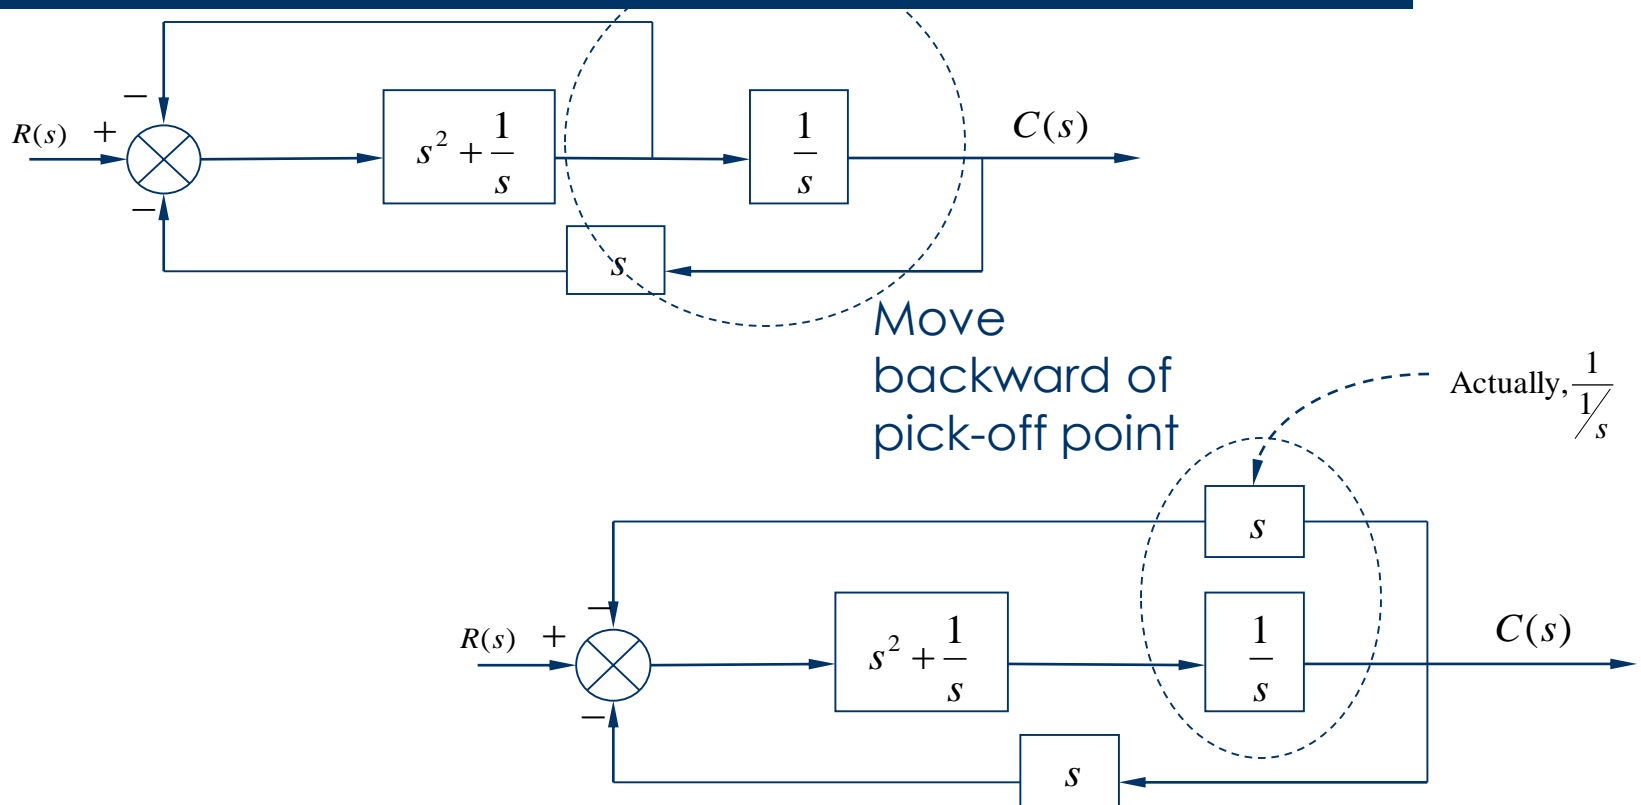 −
R(s) +
s² + 1/s
1/s
C(s)
−
s
Move
backward of
pick-off point
Actually, 1/(1/s)
s
−
R(s) +
s² + 1/s
1/s
C(s)
−
s